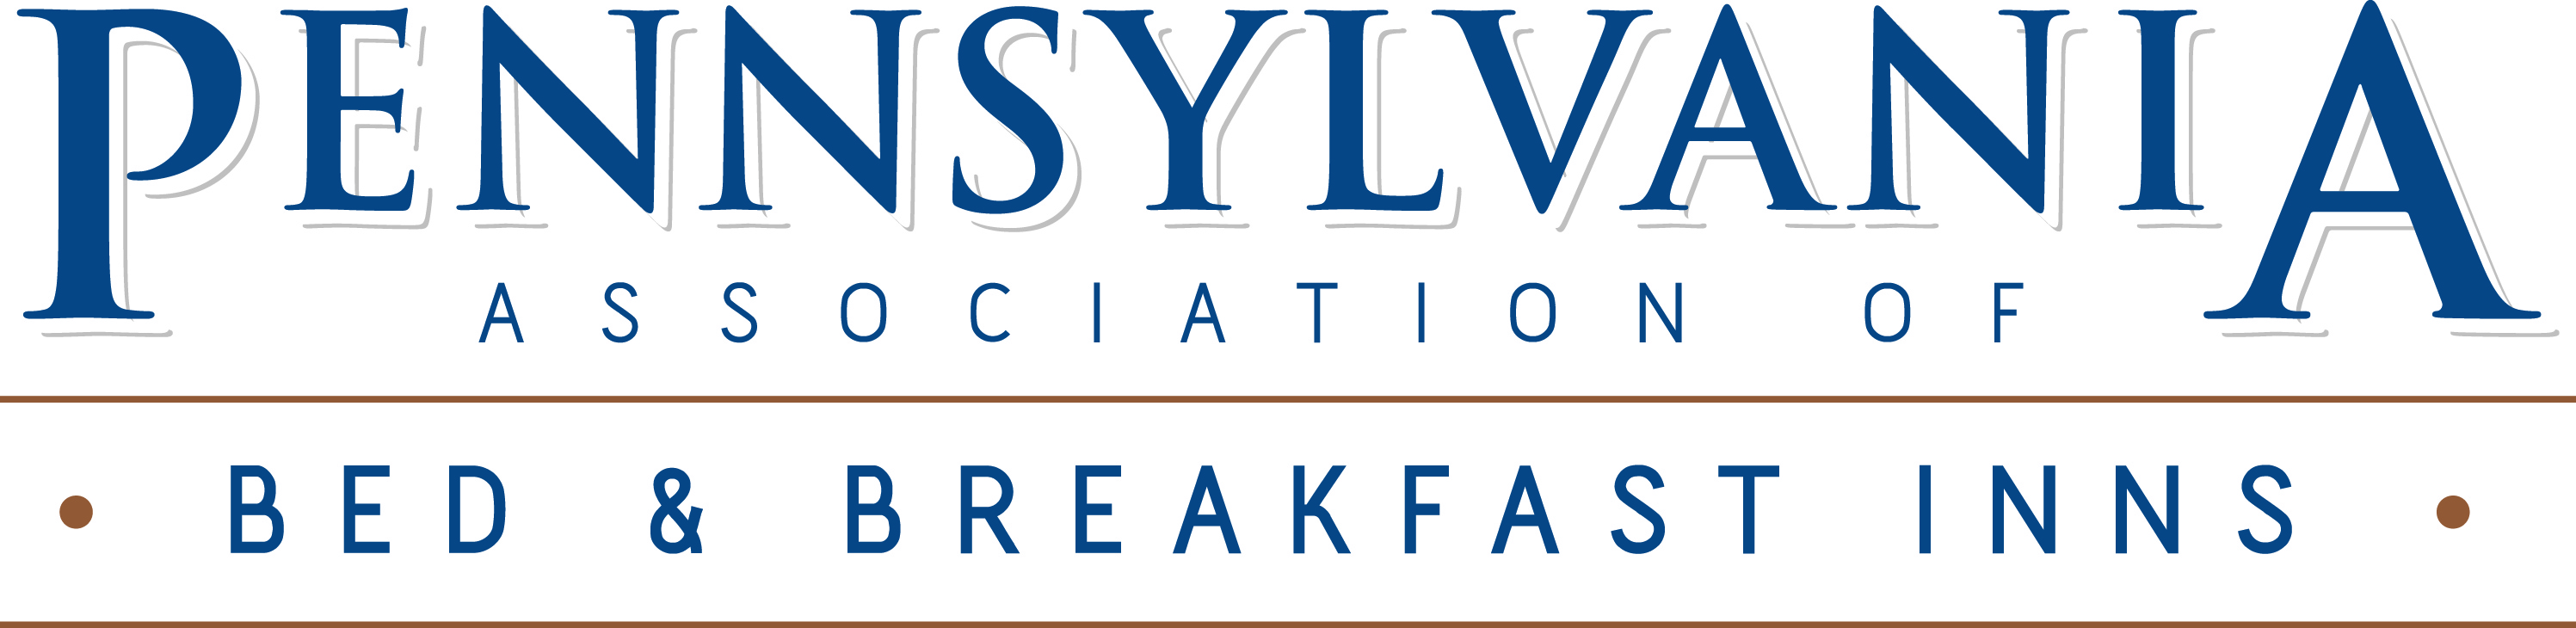 PENNSYLVANIA
ASSOCIATION OF
• BED & BREAKFAST INNS •